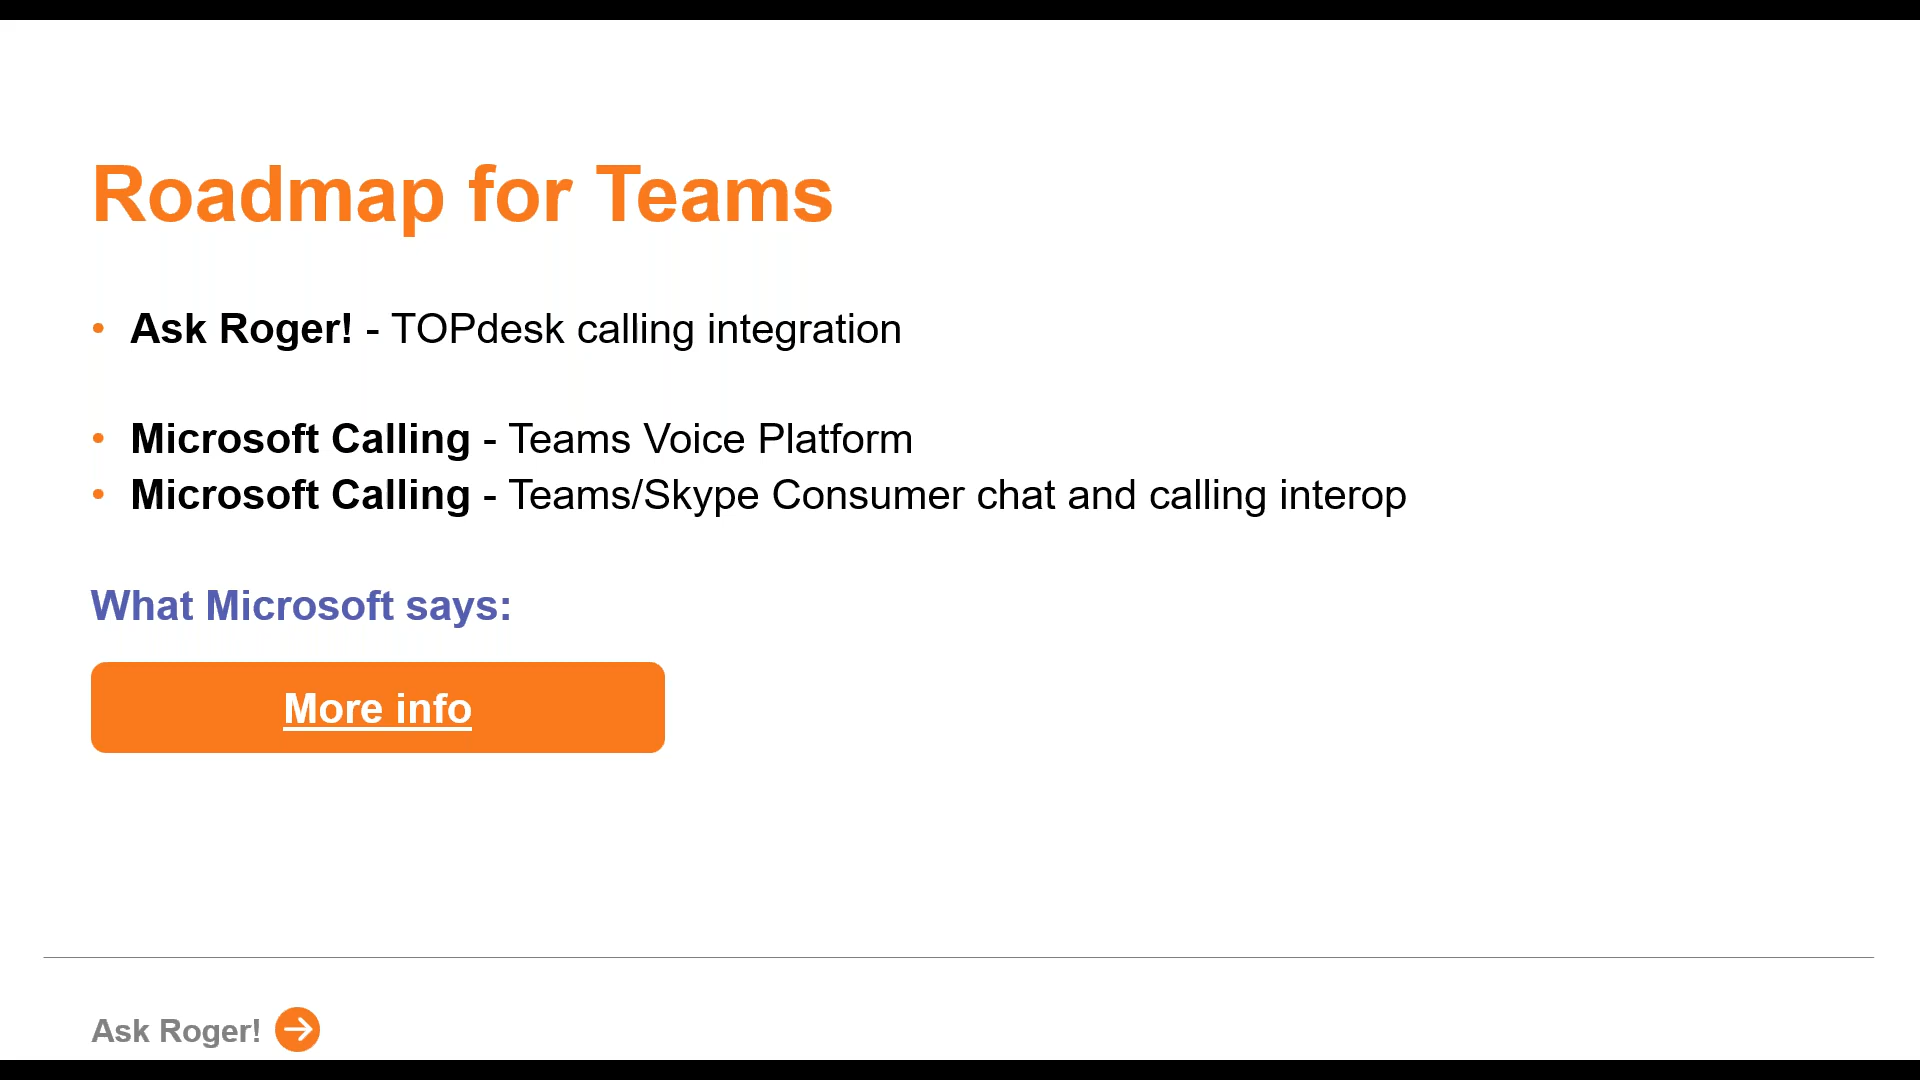 Roadmap for Teams
• Ask Roger! - TOPdesk calling integration
• Microsoft Calling - Teams Voice Platform
• Microsoft Calling - Teams/Skype Consumer chat and calling interop
What Microsoft says:
More info
Ask Roger!